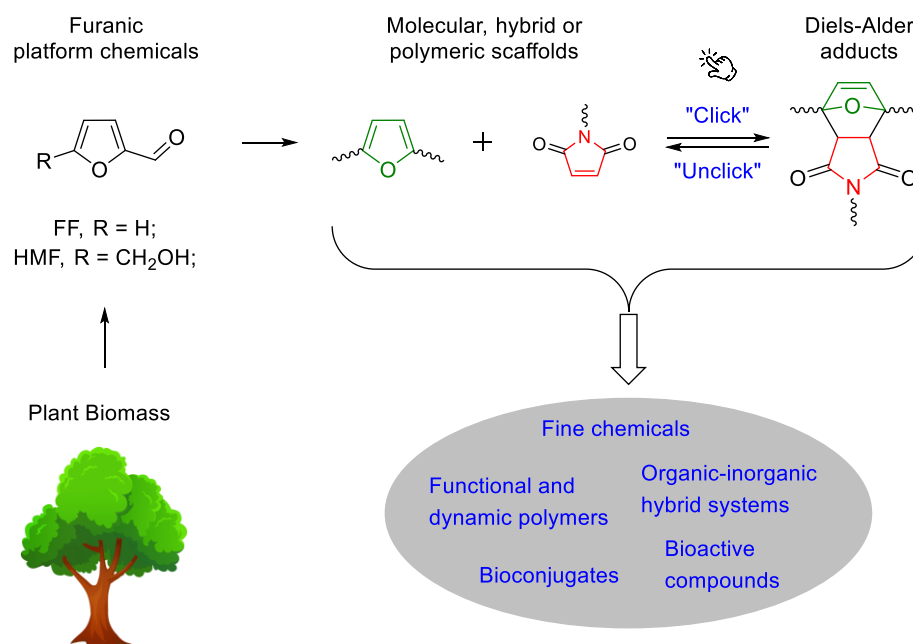 Furanic
platform chemicals
Molecular, hybrid or
polymeric scaffolds
Diels-Alder
adducts
R
O
O
+
N
O
O
"Click"
"Unclick"
O
O
N
O
FF, R = H;
HMF, R = CH₂OH;
Plant Biomass
Fine chemicals
Functional and
dynamic polymers
Organic-inorganic
hybrid systems
Bioconjugates
Bioactive
compounds